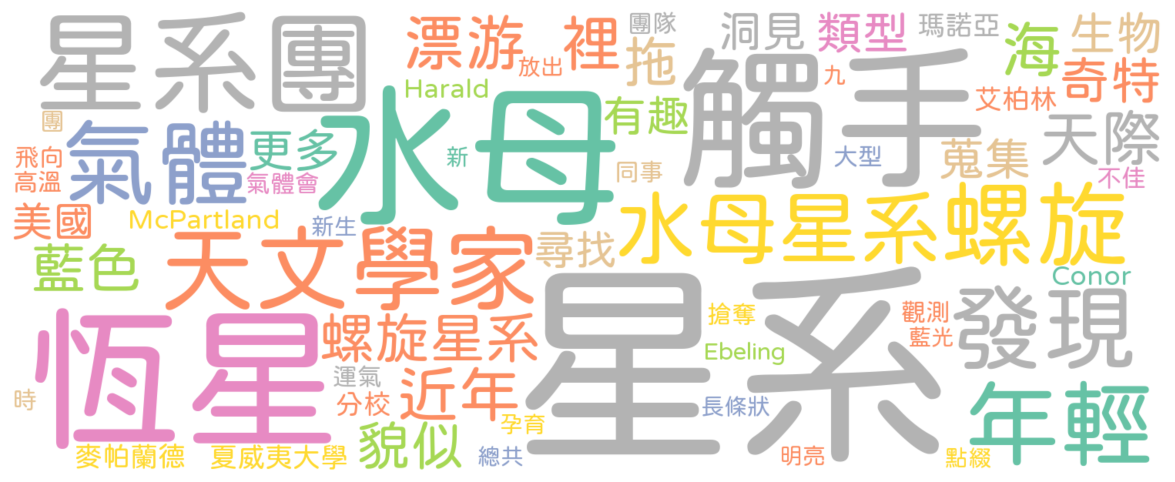 星系團
漂游
裡
團隊
洞見
類型
瑪諾亞
海
生物
放出
拖
Harald
水母
觸手
九
艾柏林
奇特
團
氣體
更多
有趣
天際
飛向
高溫
氣體會
新
同事
大型
蒐集
不佳
美國
McPartland
新生
水母星系
螺旋
藍色
天文學家
尋找
Conor
恆星
螺旋星系
星系
搶奪
觀測
藍光
發現
Ebeling
運氣
時
分校
近年
長條狀
年輕
孕育
麥帕蘭德
夏威夷大學
貌似
總共
明亮
點綴